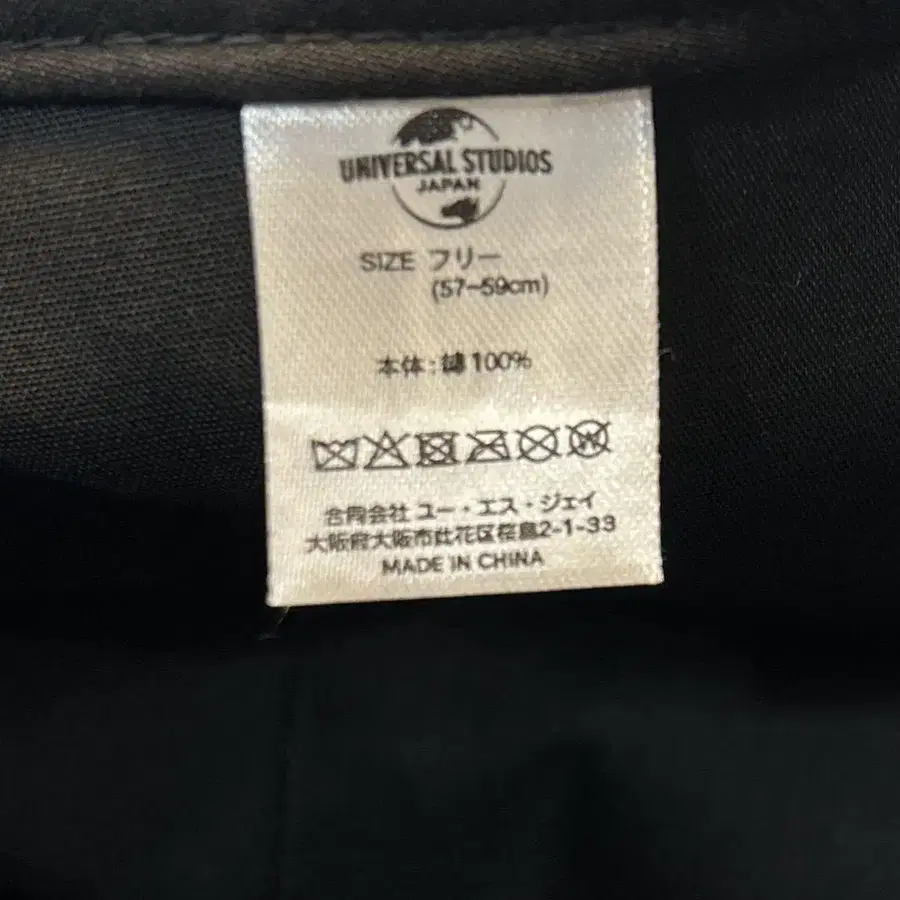 UNIVERSAL STUDIOS
JAPAN
SIZE フリー
(57~59cm)
本体:綿100%
W
合同会社 ユー・エス・ジェイ
大阪府大阪市此花区桜島2-1-33
MADE IN CHINA